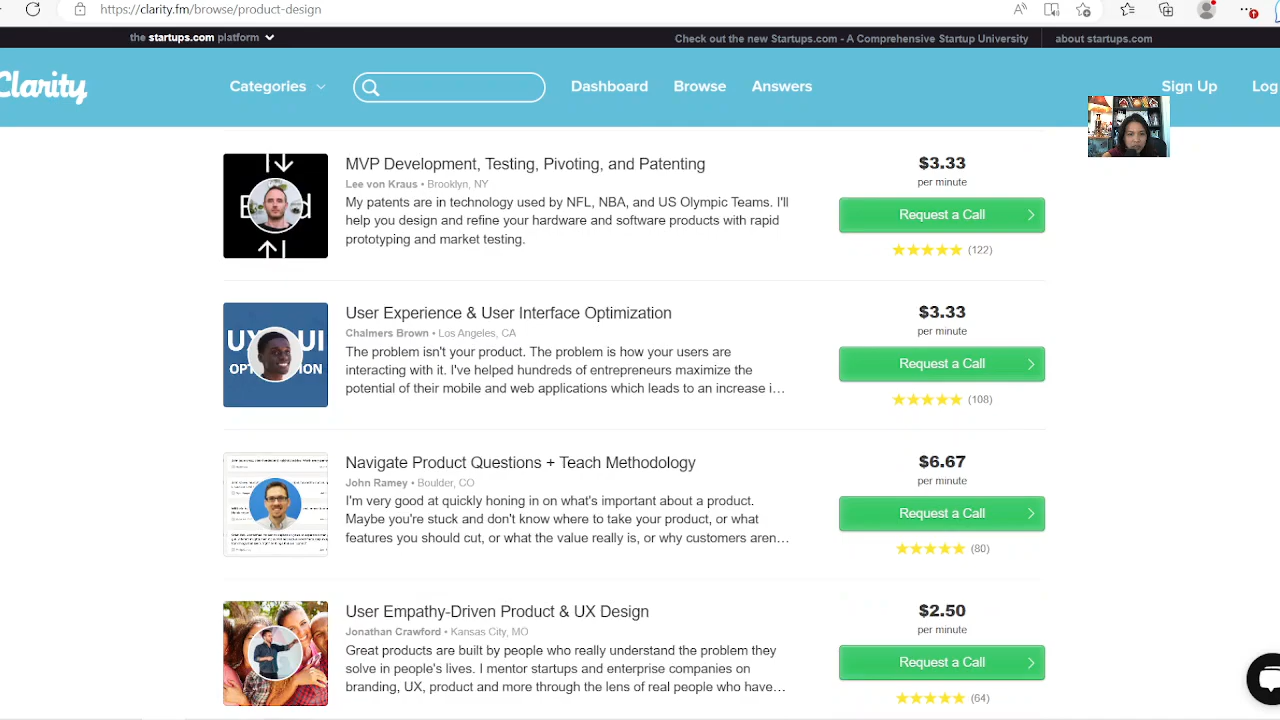 https://clarity.fm/browse/product-design
the startups.com platform
Check out the new Startups.com - A Comprehensive Startup University
about startups.com
Clarity
Categories
Dashboard
Browse
Answers
Sign Up
Log
MVP Development, Testing, Pivoting, and Patenting
Lee von Kraus • Brooklyn, NY
My patents are in technology used by NFL, NBA, and US Olympic Teams. I'll
help you design and refine your hardware and software products with rapid
prototyping and market testing.
$3.33
per minute
Request a Call
(122)
User Experience & User Interface Optimization
Chalmers Brown • Los Angeles, CA
The problem isn't your product. The problem is how your users are
interacting with it. I've helped hundreds of entrepreneurs maximize the
potential of their mobile and web applications which leads to an increase i…
$3.33
per minute
Request a Call
(108)
Navigate Product Questions + Teach Methodology
John Ramey • Boulder, CO
I'm very good at quickly honing in on what's important about a product.
Maybe you're stuck and don't know where to take your product, or what
features you should cut, or what the value really is, or why customers aren…
$6.67
per minute
Request a Call
(80)
User Empathy-Driven Product & UX Design
Jonathan Crawford • Kansas City, MO
Great products are built by people who really understand the problem they
solve in people's lives. I mentor startups and enterprise companies on
branding, UX, product and more through the lens of real people who have…
$2.50
per minute
Request a Call
(64)